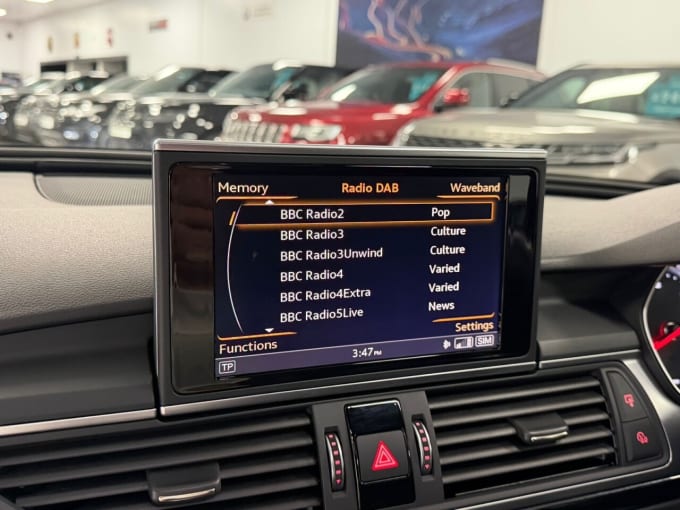 Memory Radio DAB Waveband
BBC Radio2 Pop
BBC Radio3 Culture
BBC Radio3Unwind Culture
BBC Radio4 Varied
BBC Radio4Extra Varied
BBC Radio5Live News
Functions Settings
TP 3:47PM SIM